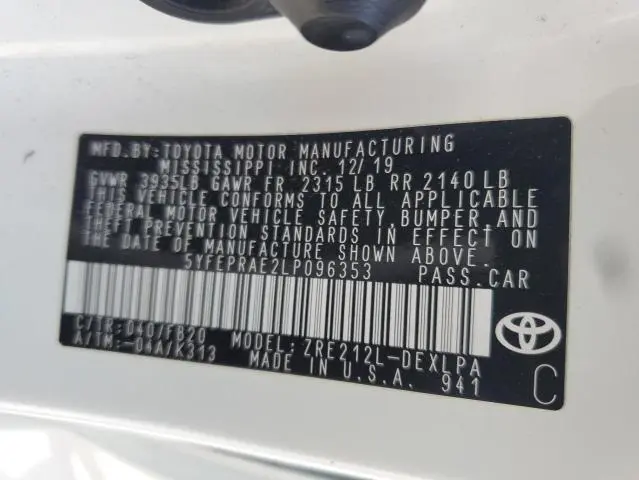 MFD.BY:TOYOTA MOTOR MANUFACTURING
MISSISSIPPI INC. 12/19
GVWR 3935LB GAWR FR 2315 LB RR 2140 LB
THIS VEHICLE CONFORMS TO ALL APPLICABLE
FEDERAL MOTOR VEHICLE SAFETY, BUMPER, AND
THEFT PREVENTION STANDARDS IN EFFECT ON
THE DATE OF MANUFACTURE SHOWN ABOVE.
5YFEPRAE2LP096353 PASS.CAR
C/TR:040/FB20 MODEL:ZRE212L-DEXLPA
A/TM:-04A/K313 MADE IN U.S.A. 941
TOYOTA
C